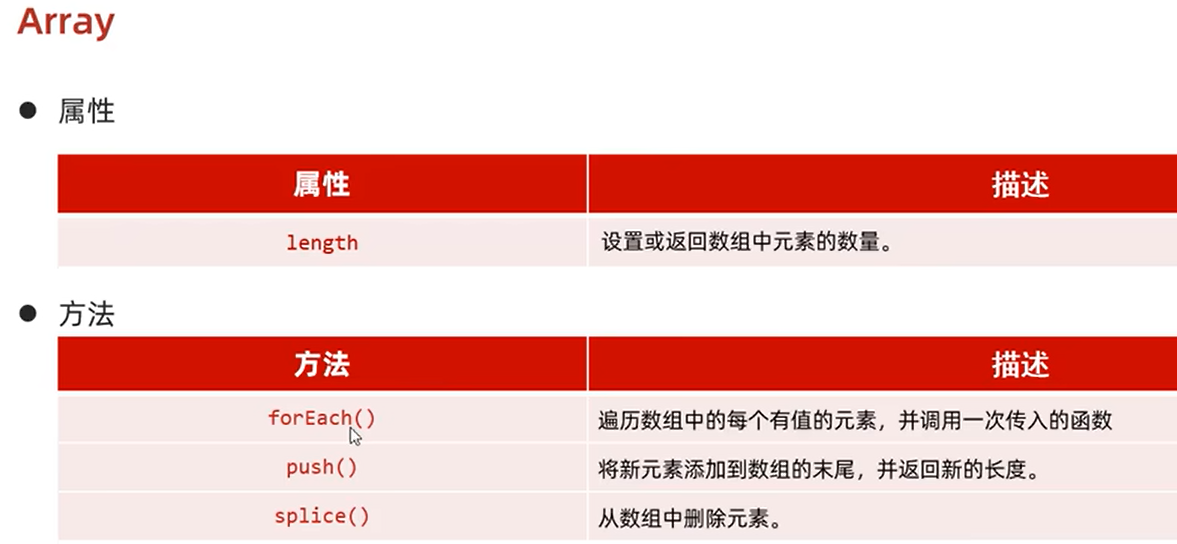 Array
属性
属性 描述
length 设置或返回数组中元素的数量。
方法
方法 描述
forEach() 遍历数组中的每个有值的元素，并调用一次传入的函数
push() 将新元素添加到数组的末尾，并返回新的长度。
splice() 从数组中删除元素。